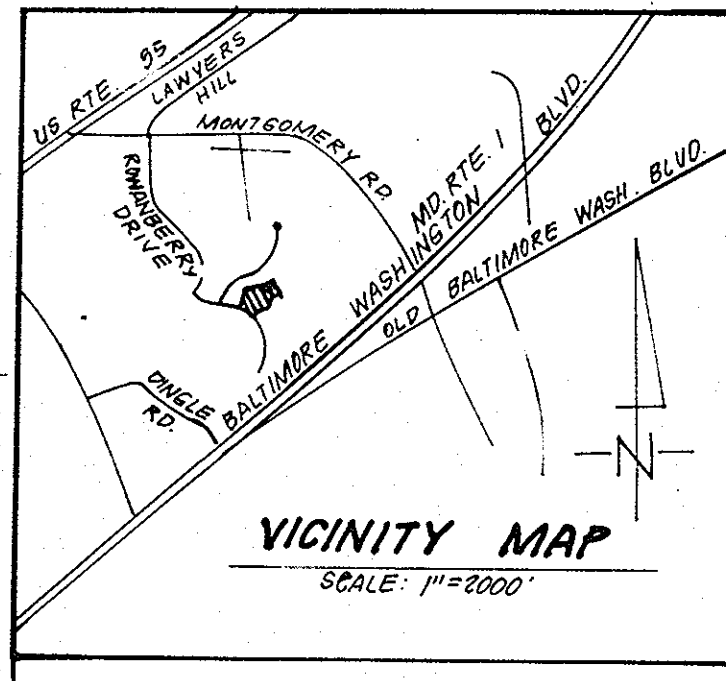 US RTE. 95
LAWYERS
HILL
MONTGOMERY RD.
ROWANBERRY
DRIVE
MD. RTE. 1
BALTIMORE WASHINGTON BLVD.
OLD BALTIMORE WASH. BLVD.
DINGLE
RD.
N
VICINITY MAP
SCALE: 1"=2000'